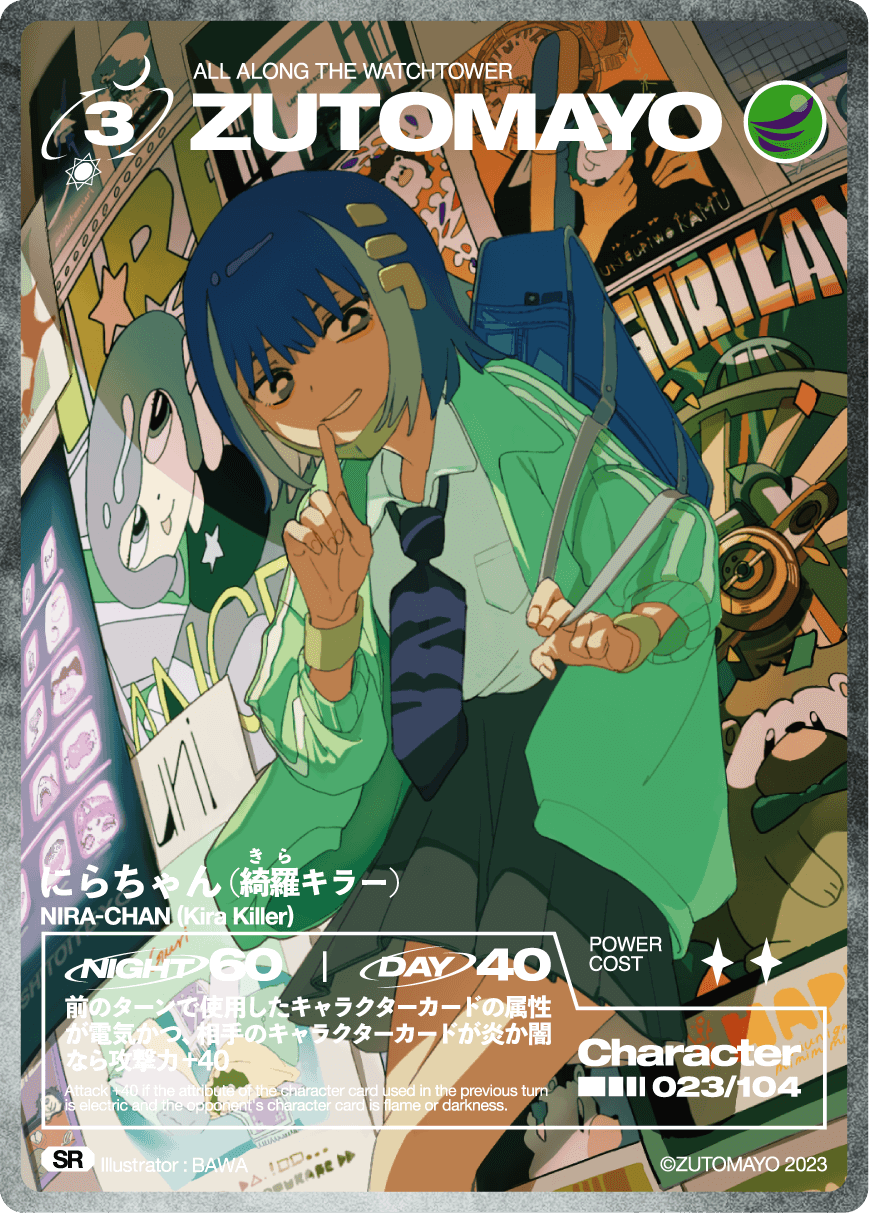 ALL ALONG THE WATCHTOWER
3
ZUTOMAYO
GURILAN
uni
きら
にらちゃん（綺羅キラー）
NIRA-CHAN (Kira Killer)
NIGHT 60 | DAY 40
POWER
COST
前のターンで使用したキャラクターカードの属性
が電気かつ、相手のキャラクターカードが炎か闇
なら攻撃力+40
Attack +40 if the attribute of the character card used in the previous turn
is electric and the opponent's character card is flame or darkness.
Character
023/104
SR
Illustrator : BAWA
©ZUTOMAYO 2023